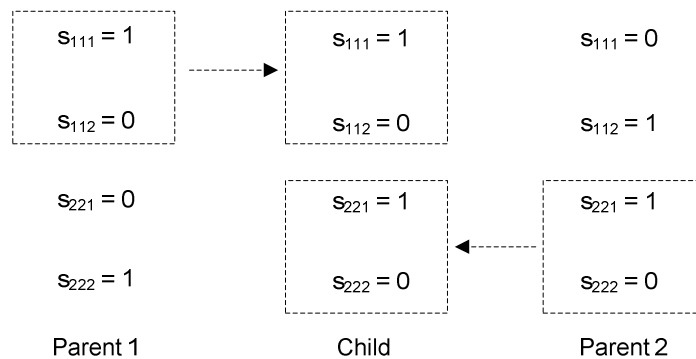 s₁₁₁ = 1 s₁₁₁ = 1 s₁₁₁ = 0
s₁₁₂ = 0 s₁₁₂ = 0 s₁₁₂ = 1
s₂₂₁ = 0 s₂₂₁ = 1 s₂₂₁ = 1
s₂₂₂ = 1 s₂₂₂ = 0 s₂₂₂ = 0
Parent 1 Child Parent 2